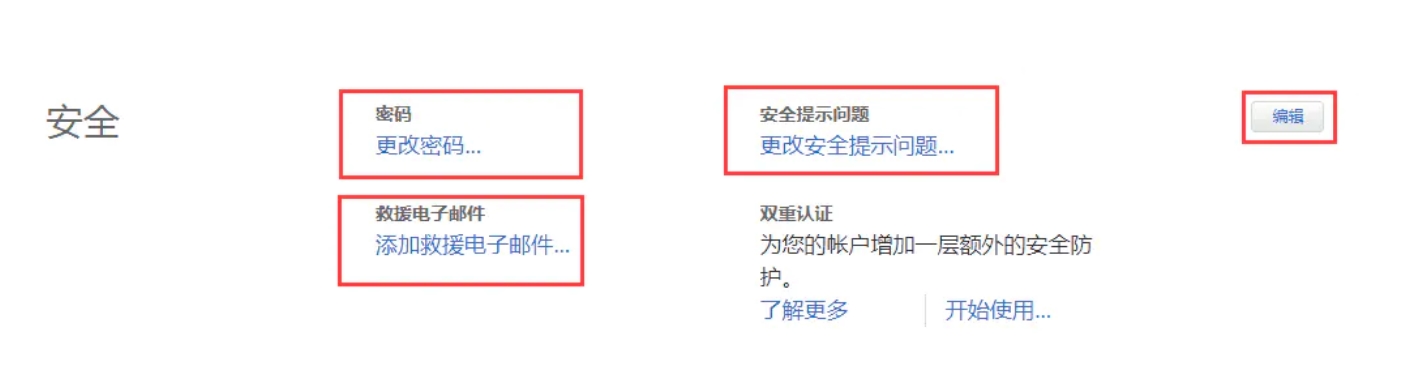 安全
密码
更改密码...
安全提示问题
更改安全提示问题...
编辑
救援电子邮件
添加救援电子邮件...
双重认证
为您的帐户增加一层额外的安全防
护。
了解更多
开始使用...